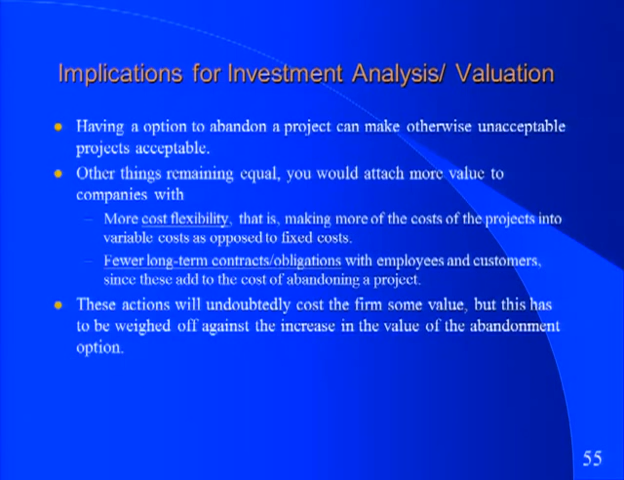 Implications for Investment Analysis/ Valuation
Having a option to abandon a project can make otherwise unacceptable
projects acceptable.
Other things remaining equal, you would attach more value to
companies with
– More cost flexibility, that is, making more of the costs of the projects into
variable costs as opposed to fixed costs.
– Fewer long-term contracts/obligations with employees and customers,
since these add to the cost of abandoning a project.
These actions will undoubtedly cost the firm some value, but this has
to be weighed off against the increase in the value of the abandonment
option.
55